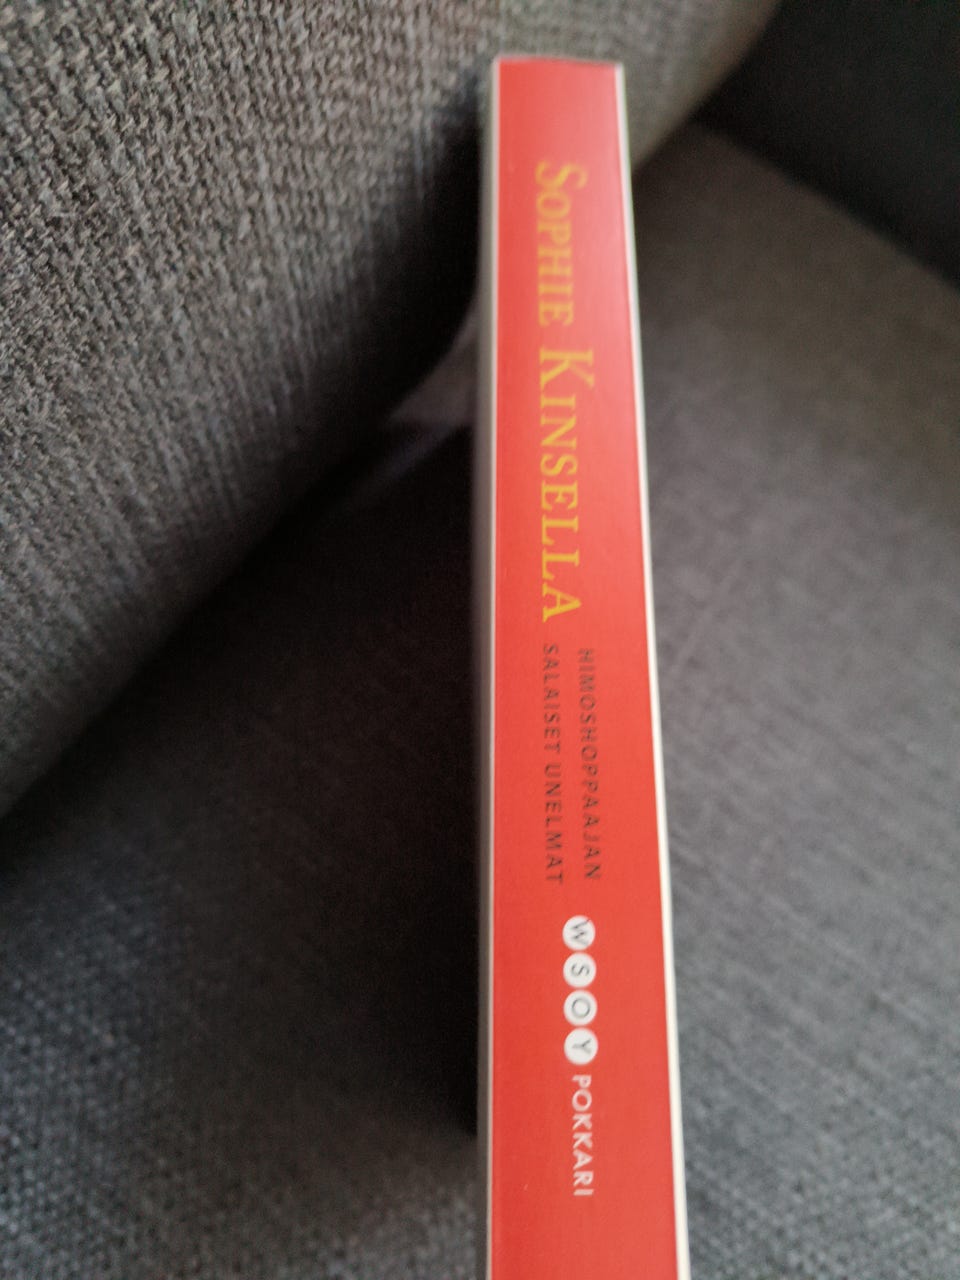 SOPHIE KINSELLA
HIMOSHOPPAAJAN
SALAISET UNELMAT
WSOY POKKARI